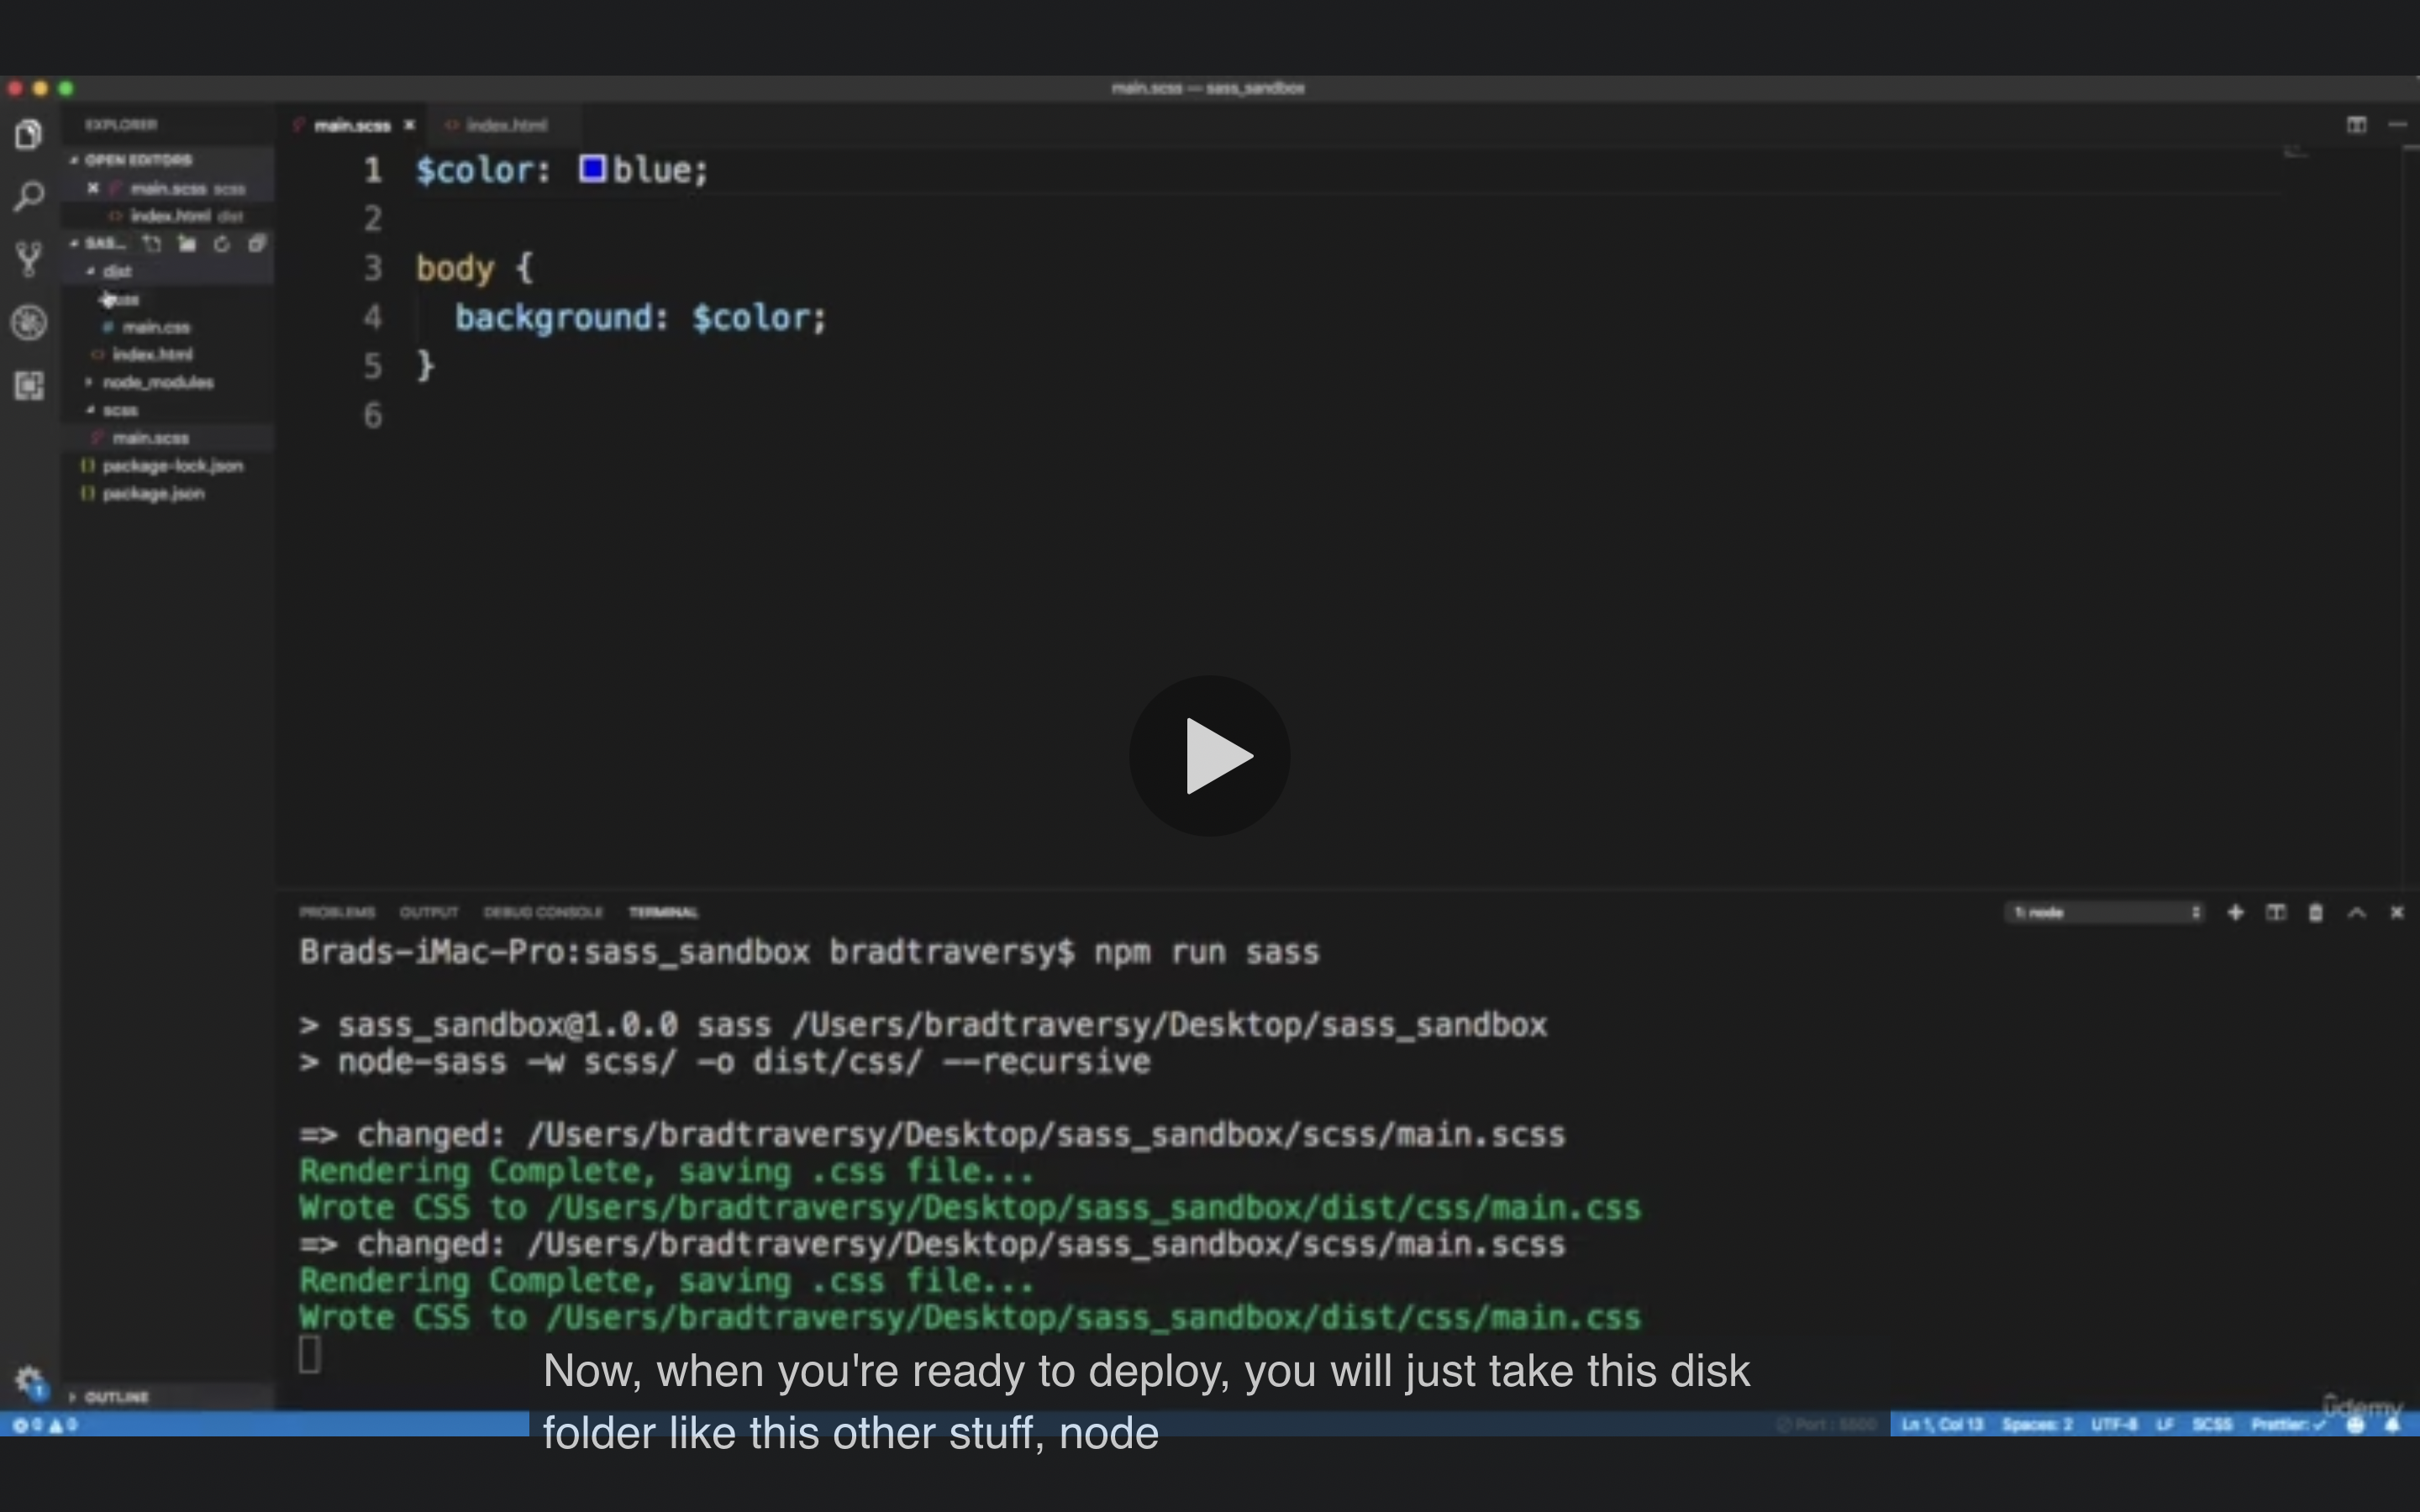 main.scss — sass_sandbox
EXPLORER
OPEN EDITORS
main.scss scss
index.html dist
SAS...
dist
main.css
index.html
node_modules
scss
main.scss
package-lock.json
package.json
OUTLINE
main.scss
index.html
1 $color: blue;
2
3 body {
4 background: $color;
5 }
6
PROBLEMS OUTPUT DEBUG CONSOLE TERMINAL
1: node
Brads-iMac-Pro:sass_sandbox bradtraversy$ npm run sass
> sass_sandbox@1.0.0 sass /Users/bradtraversy/Desktop/sass_sandbox
> node-sass -w scss/ -o dist/css/ --recursive
=> changed: /Users/bradtraversy/Desktop/sass_sandbox/scss/main.scss
Rendering Complete, saving .css file...
Wrote CSS to /Users/bradtraversy/Desktop/sass_sandbox/dist/css/main.css
=> changed: /Users/bradtraversy/Desktop/sass_sandbox/scss/main.scss
Rendering Complete, saving .css file...
Wrote CSS to /Users/bradtraversy/Desktop/sass_sandbox/dist/css/main.css
Now, when you're ready to deploy, you will just take this disk
folder like this other stuff, node
ûdemy
0 0
Port : 5500 Ln 1, Col 13 Spaces: 2 UTF-8 LF SCSS Prettier: ✓
1